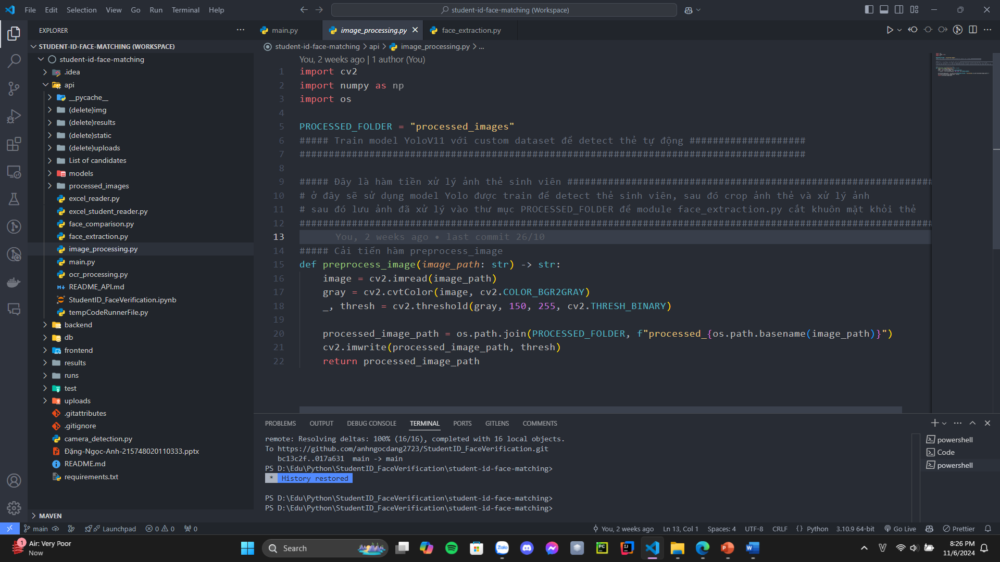 File Edit Selection View Go Run Terminal Help
student-id-face-matching (Workspace)
EXPLORER
main.py
image_processing.py
face_extraction.py
STUDENT-ID-FACE-MATCHING (WORKSPACE)
student-id-face-matching
.idea
api
__pycache__
(delete)img
(delete)results
(delete)static
(delete)uploads
List of candidates
models
processed_images
excel_reader.py
excel_student_reader.py
face_comparison.py
face_extraction.py
image_processing.py
main.py
ocr_processing.py
README_API.md
StudentID_FaceVerification.ipynb
tempCodeRunnerFile.py
backend
db
frontend
results
runs
test
uploads
.gitattributes
.gitignore
camera_detection.py
Đặng-Ngọc-Anh-215748020110333.pptx
README.md
requirements.txt
MAVEN
student-id-face-matching > api > image_processing.py > ...
You, 2 weeks ago | 1 author (You)
1 import cv2
2 import numpy as np
3 import os
4
5 PROCESSED_FOLDER = "processed_images"
6 ##### Train model YoloV11 với custom dataset để detect thẻ tự động ####################
7 #######################################################################################
8
9 ##### Đây là hàm tiền xử lý ảnh thẻ sinh viên ###############################################################
10 # ở đây sẽ sử dụng model Yolo được train để detect thẻ sinh viên, sau đó crop ảnh thẻ và xử lý ảnh
11 # sau đó lưu ảnh đã xử lý vào thư mục PROCESSED_FOLDER để module face_extraction.py cắt khuôn mặt khỏi thẻ
12 #############################################################################################################
13 You, 2 weeks ago • last commit 26/10
14 ##### Cải tiến hàm preprocess_image
15 def preprocess_image(image_path: str) -> str:
16 image = cv2.imread(image_path)
17 gray = cv2.cvtColor(image, cv2.COLOR_BGR2GRAY)
18 _, thresh = cv2.threshold(gray, 150, 255, cv2.THRESH_BINARY)
19
20 processed_image_path = os.path.join(PROCESSED_FOLDER, f"processed_{os.path.basename(image_path)}")
21 cv2.imwrite(processed_image_path, thresh)
22 return processed_image_path
PROBLEMS OUTPUT DEBUG CONSOLE TERMINAL PORTS GITLENS COMMENTS
remote: Resolving deltas: 100% (16/16), completed with 16 local objects.
To https://github.com/anhngocdang2723/StudentID_FaceVerification.git
bc13c2f..017a631 main -> main
PS D:\Edu\Python\StudentID_FaceVerification\student-id-face-matching>
* History restored
PS D:\Edu\Python\StudentID_FaceVerification\student-id-face-matching>
PS D:\Edu\Python\StudentID_FaceVerification\student-id-face-matching>
powershell
Code
powershell
main Launchpad 0 0 0 You, 2 weeks ago Ln 13, Col 1 Spaces: 4 UTF-8 CRLF {} Python 3.10.9 64-bit Go Live Prettier
1 Air: Very Poor
Now
Search
Zalo
PC
IJ
P
W
8:26 PM
11/6/2024